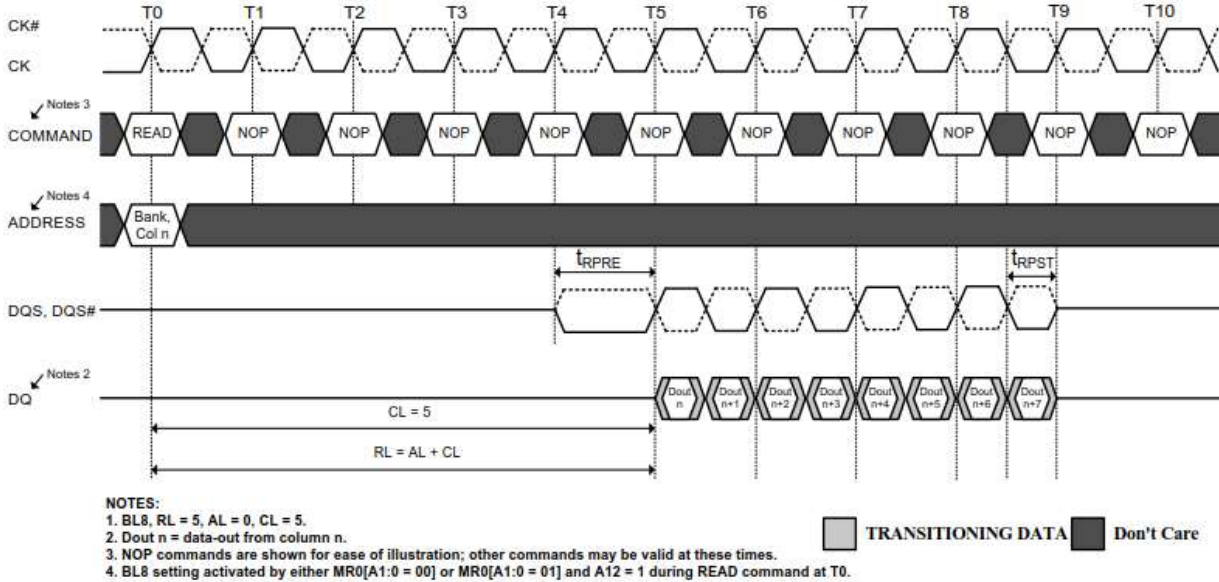 T0 T1 T2 T3 T4 T5 T6 T7 T8 T9 T10
CK#
CK
Notes 3
COMMAND READ NOP NOP NOP NOP NOP NOP NOP NOP NOP NOP
Notes 4
ADDRESS Bank,
Col n
tRPRE tRPST
DQS, DQS#
Notes 2
DQ Dout Dout Dout Dout Dout Dout Dout Dout
n n+1 n+2 n+3 n+4 n+5 n+6 n+7
CL = 5
RL = AL + CL
NOTES:
1. BL8, RL = 5, AL = 0, CL = 5.
2. Dout n = data-out from column n.
3. NOP commands are shown for ease of illustration; other commands may be valid at these times.
4. BL8 setting activated by either MR0[A1:0 = 00] or MR0[A1:0 = 01] and A12 = 1 during READ command at T0.
TRANSITIONING DATA Don't Care